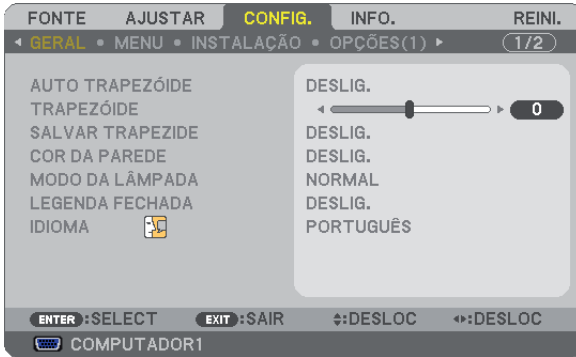 FONTE AJUSTAR CONFIG. INFO. REINI.
GERAL • MENU • INSTALAÇÃO • OPÇÕES(1) 1/2
AUTO TRAPEZÓIDE DESLIG.
TRAPEZÓIDE 0
SALVAR TRAPEZIDE DESLIG.
COR DA PAREDE DESLIG.
MODO DA LÂMPADA NORMAL
LEGENDA FECHADA DESLIG.
IDIOMA PORTUGUÊS
ENTER :SELECT EXIT :SAIR :DESLOC :DESLOC
COMPUTADOR1